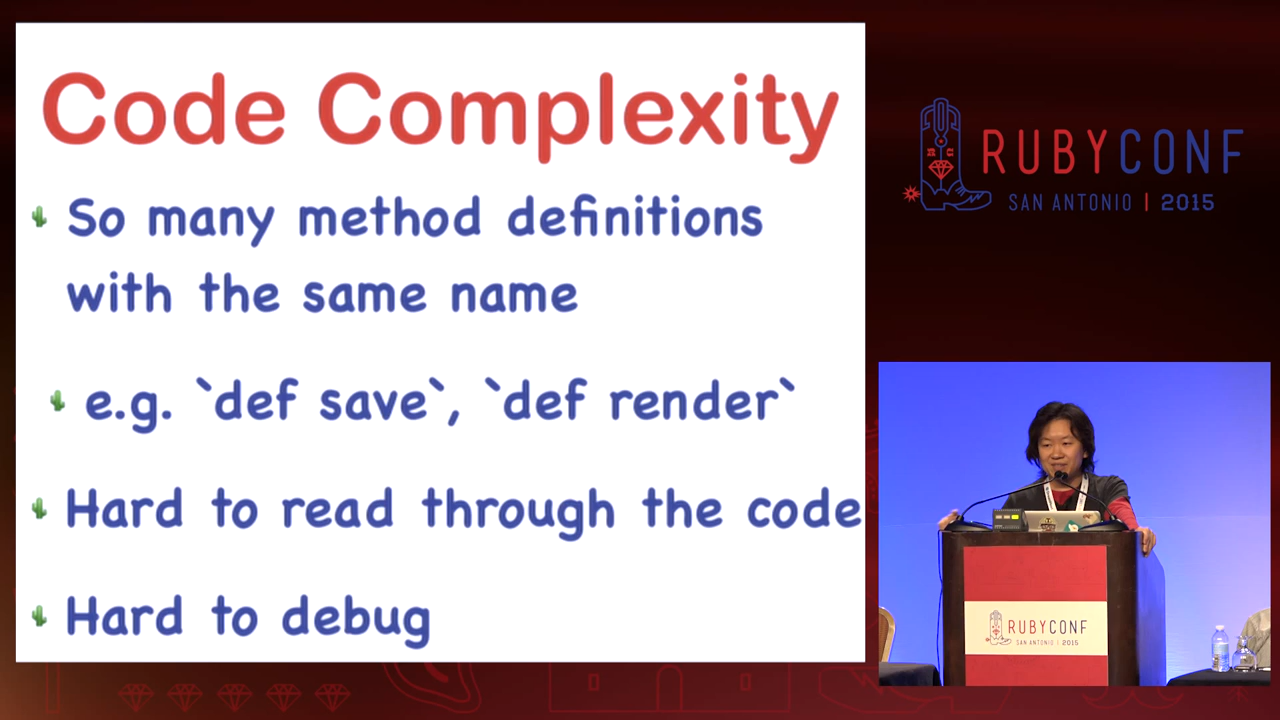 Code Complexity
So many method definitions
with the same name
e.g. `def save`, `def render`
Hard to read through the code
Hard to debug
RUBYCONF
SAN ANTONIO | 2015
RUBYCONF
SAN ANTONIO | 2015